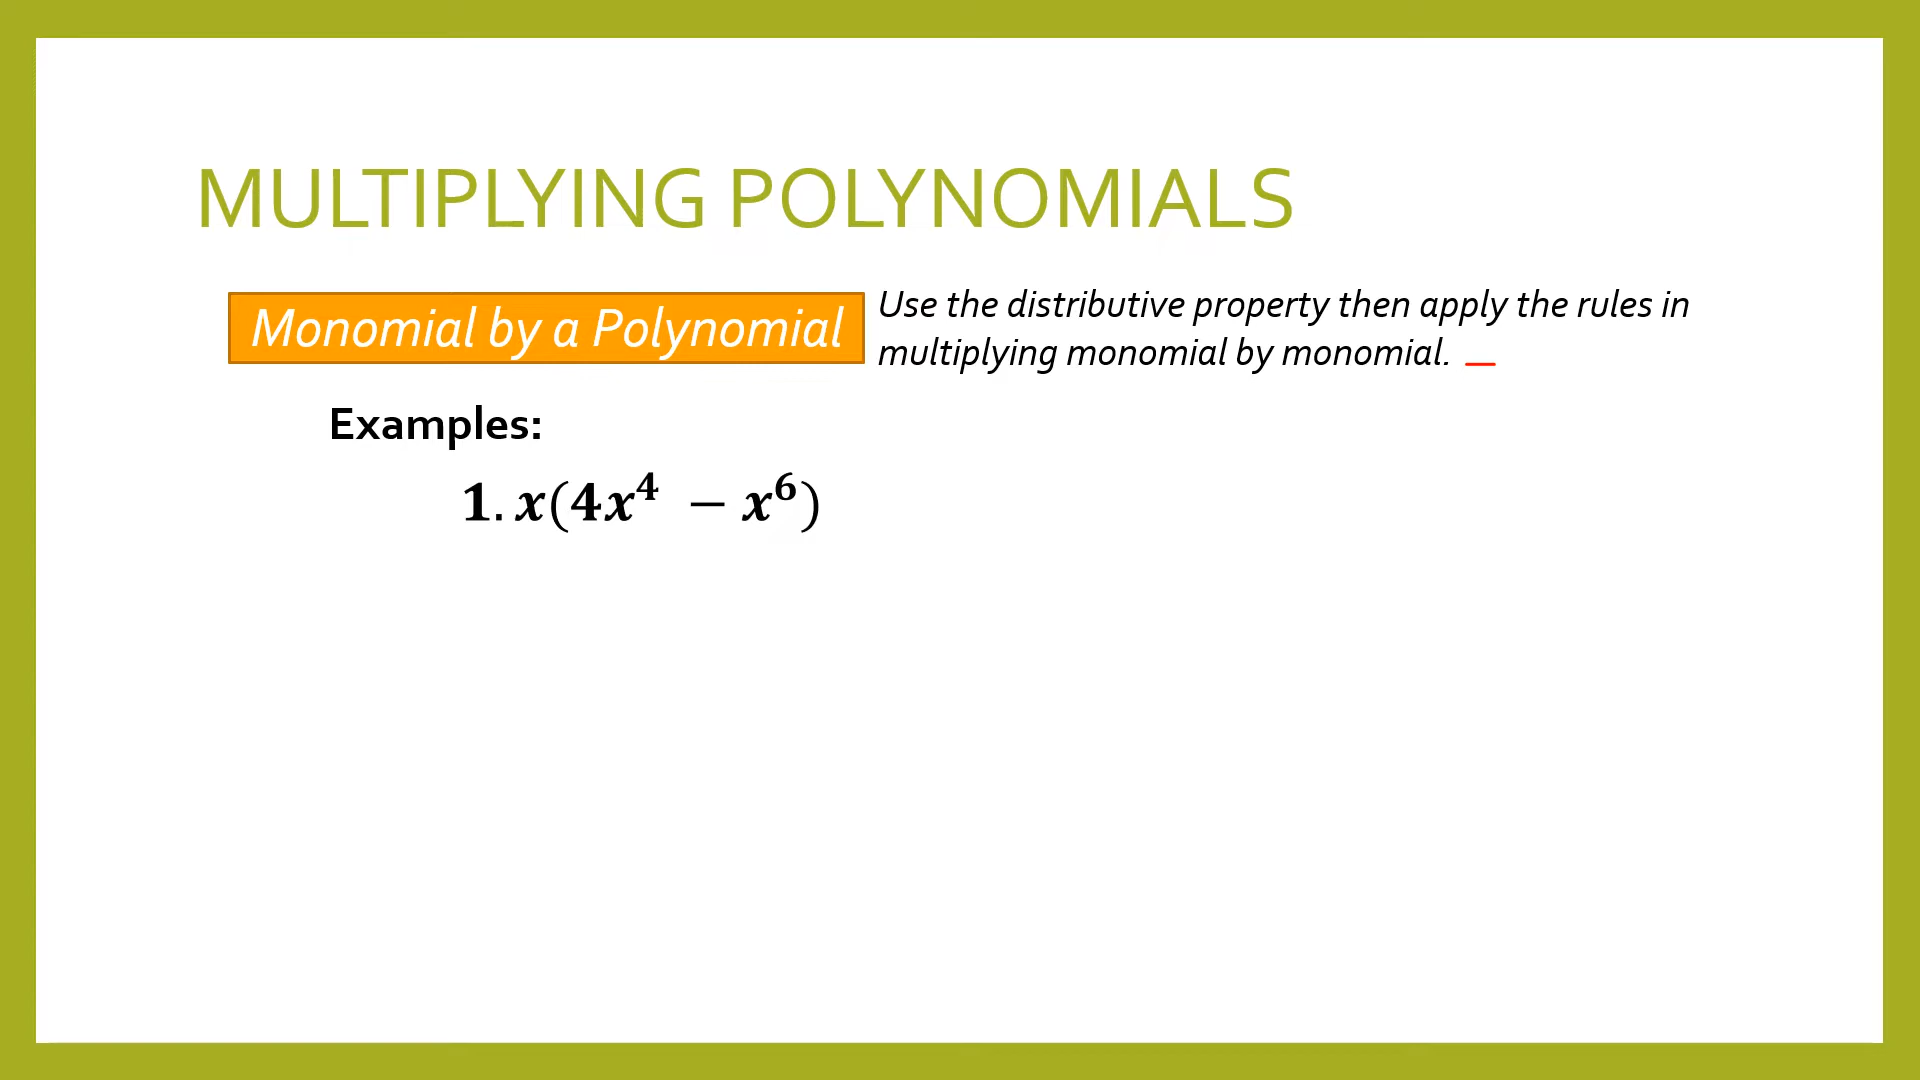 MULTIPLYING POLYNOMIALS
Monomial by a Polynomial
Use the distributive property then apply the rules in
multiplying monomial by monomial.
Examples:
1. x(4x⁴ − x⁶)